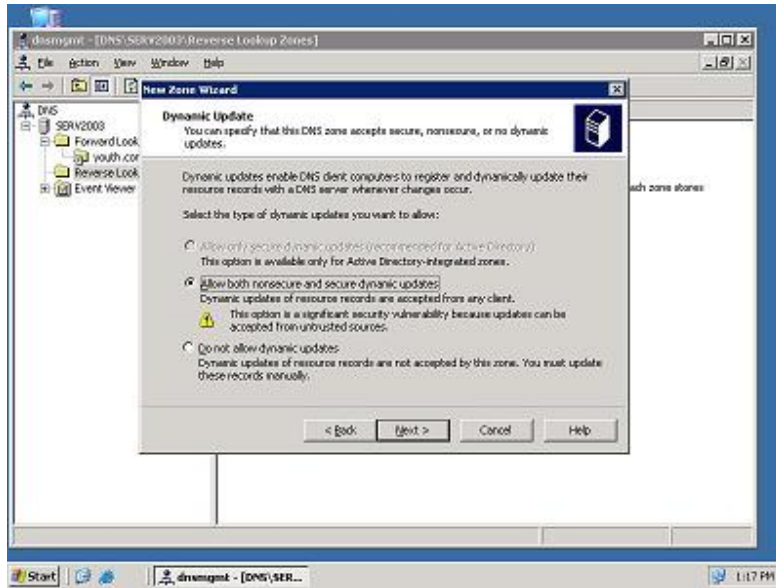 dnsmgmt - [DNS\SERV2003\Reverse Lookup Zones]
File Action View Window Help
DNS
SERV2003
Forward Look
youth.cor
Reverse Look
Event Viewer
ach zone stores
New Zone Wizard
Dynamic Update
You can specify that this DNS zone accepts secure, nonsecure, or no dynamic
updates.
Dynamic updates enable DNS client computers to register and dynamically update their
resource records with a DNS server whenever changes occur.
Select the type of dynamic updates you want to allow:
Allow only secure dynamic updates (recommended for Active Directory)
This option is available only for Active Directory-integrated zones.
Allow both nonsecure and secure dynamic updates
Dynamic updates of resource records are accepted from any client.
This option is a significant security vulnerability because updates can be
accepted from untrusted sources.
Do not allow dynamic updates
Dynamic updates of resource records are not accepted by this zone. You must update
these records manually.
< Back Next > Cancel Help
Start dnsmgmt - [DNS\SER... 1:17 PM